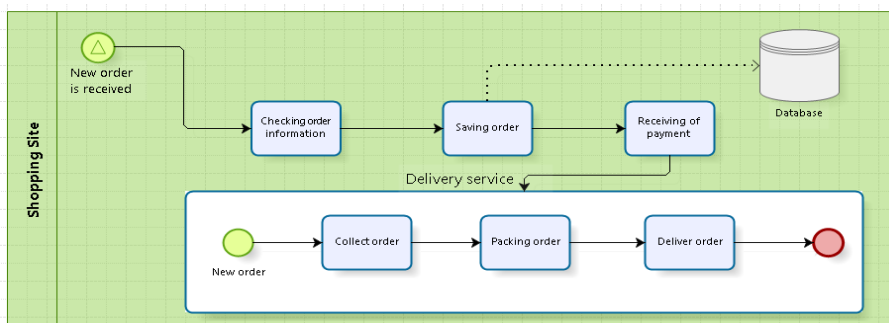 Shopping Site
New order
is received
Checking order
information
Saving order
Receiving of
payment
Database
Delivery service
New order
Collect order
Packing order
Deliver order